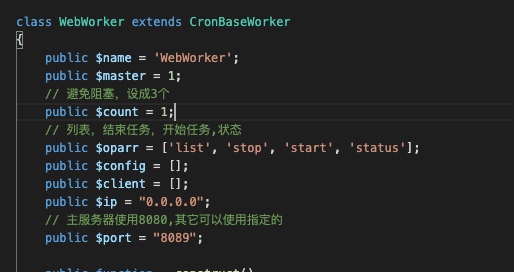 class WebWorker extends CronBaseWorker
{
public $name = 'WebWorker';
public $master = 1;
// 避免阻塞，设成3个
public $count = 1;
// 列表，结束任务，开始任务,状态
public $oparr = ['list', 'stop', 'start', 'status'];
public $config = [];
public $client = [];
public $ip = "0.0.0.0";
// 主服务器使用8080,其它可以使用指定的
public $port = "8089";
public function __construct()